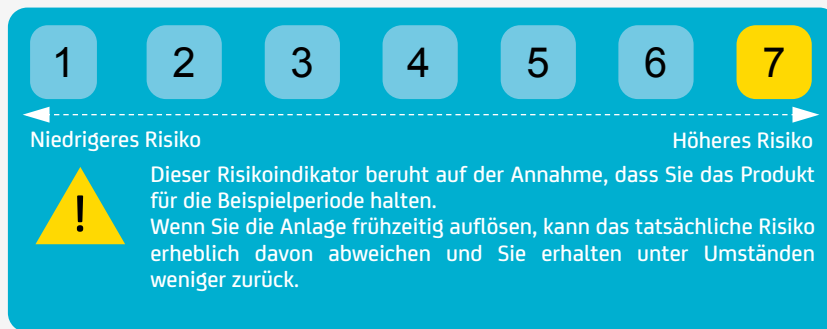 1 2 3 4 5 6 7
Niedrigeres Risiko Höheres Risiko
!
Dieser Risikoindikator beruht auf der Annahme, dass Sie das Produkt
für die Beispielperiode halten.
Wenn Sie die Anlage frühzeitig auflösen, kann das tatsächliche Risiko
erheblich davon abweichen und Sie erhalten unter Umständen
weniger zurück.